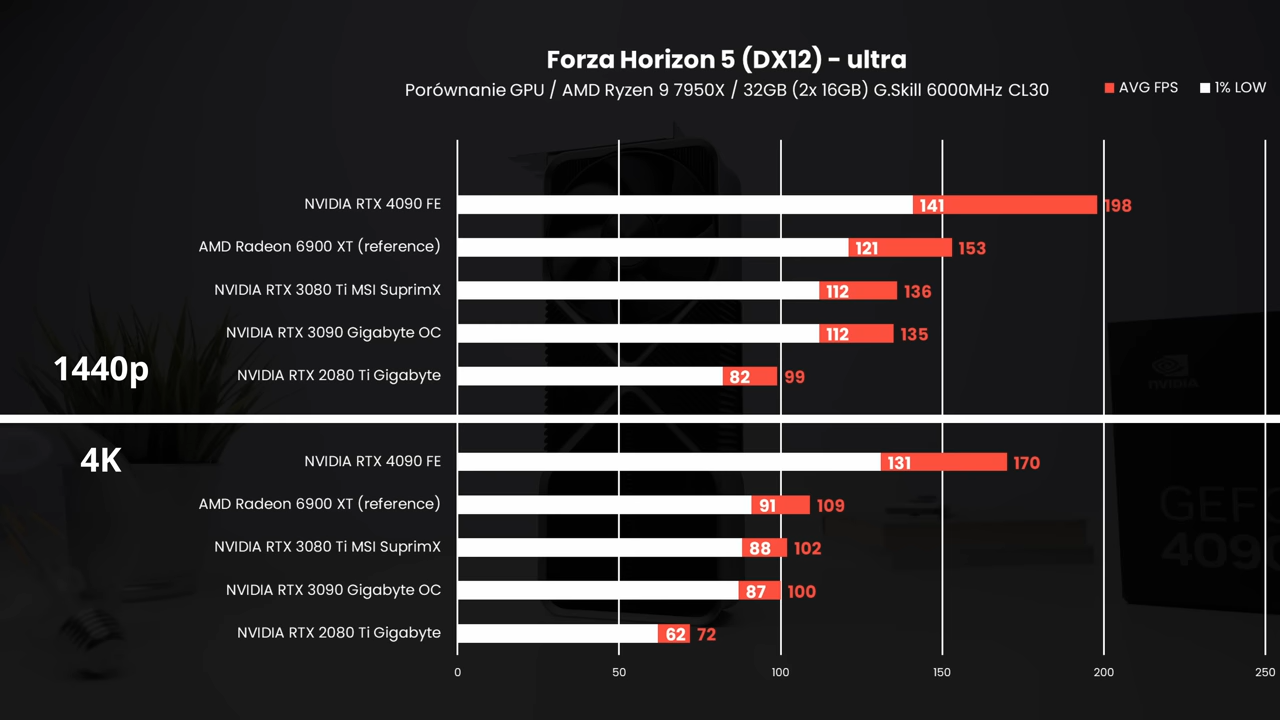 Forza Horizon 5 (DX12) - ultra
Porównanie GPU / AMD Ryzen 9 7950X / 32GB (2x 16GB) G.Skill 6000MHz CL30
AVG FPS 1% LOW
NVIDIA RTX 4090 FE 141 198
AMD Radeon 6900 XT (reference) 121 153
NVIDIA RTX 3080 Ti MSI SuprimX 112 136
NVIDIA RTX 3090 Gigabyte OC 112 135
1440p
NVIDIA RTX 2080 Ti Gigabyte 82 99
4K
NVIDIA RTX 4090 FE 131 170
AMD Radeon 6900 XT (reference) 91 109
NVIDIA RTX 3080 Ti MSI SuprimX 88 102
NVIDIA RTX 3090 Gigabyte OC 87 100
NVIDIA RTX 2080 Ti Gigabyte 62 72
0 50 100 150 200 250
NVIDIA